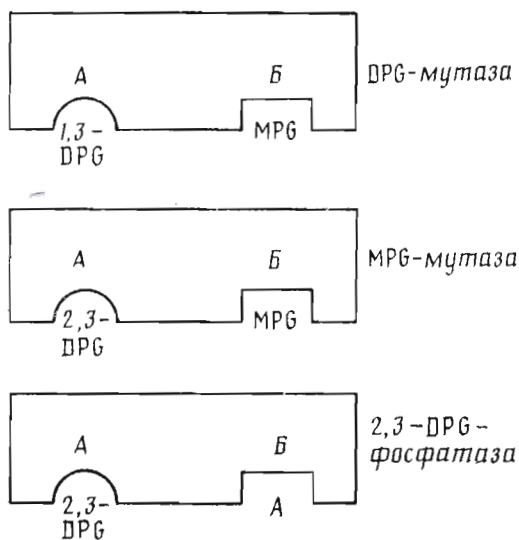 А Б
1,3-
DPG
MPG
DPG-мутаза
А Б
2,3-
DPG
MPG
MPG-мутаза
А Б
2,3-
DPG
А
2,3-DPG-
фосфатаза